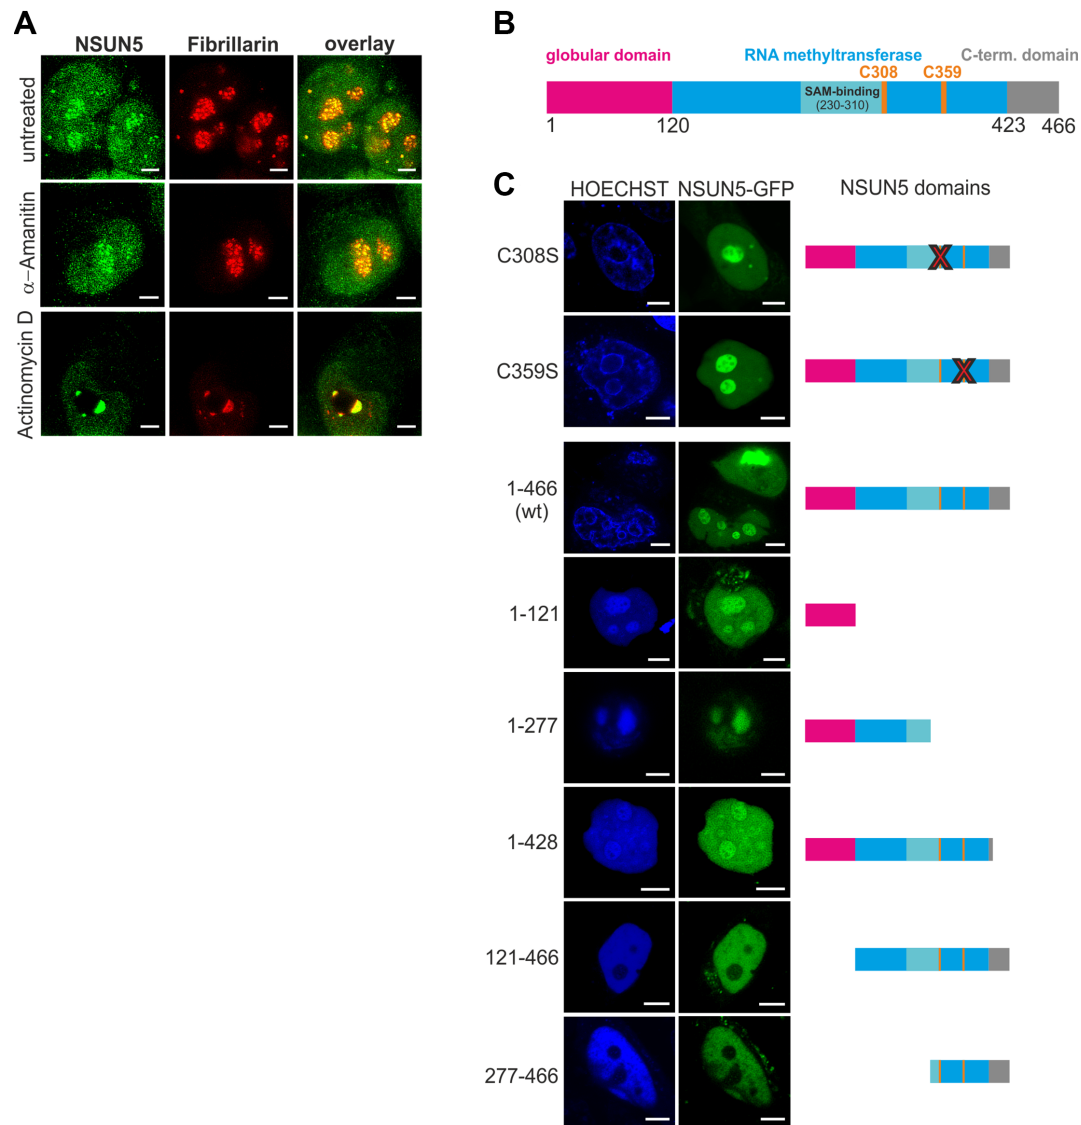 A
NSUN5 Fibrillarin overlay
untreated
α–Amanitin
Actinomycin D
B
globular domain RNA methyltransferase C-term. domain
C308 C359
SAM-binding
(230-310)
1 120 423 466
C
HOECHST NSUN5-GFP NSUN5 domains
C308S
X
C359S
X
1-466
(wt)
1-121
1-277
1-428
121-466
277-466